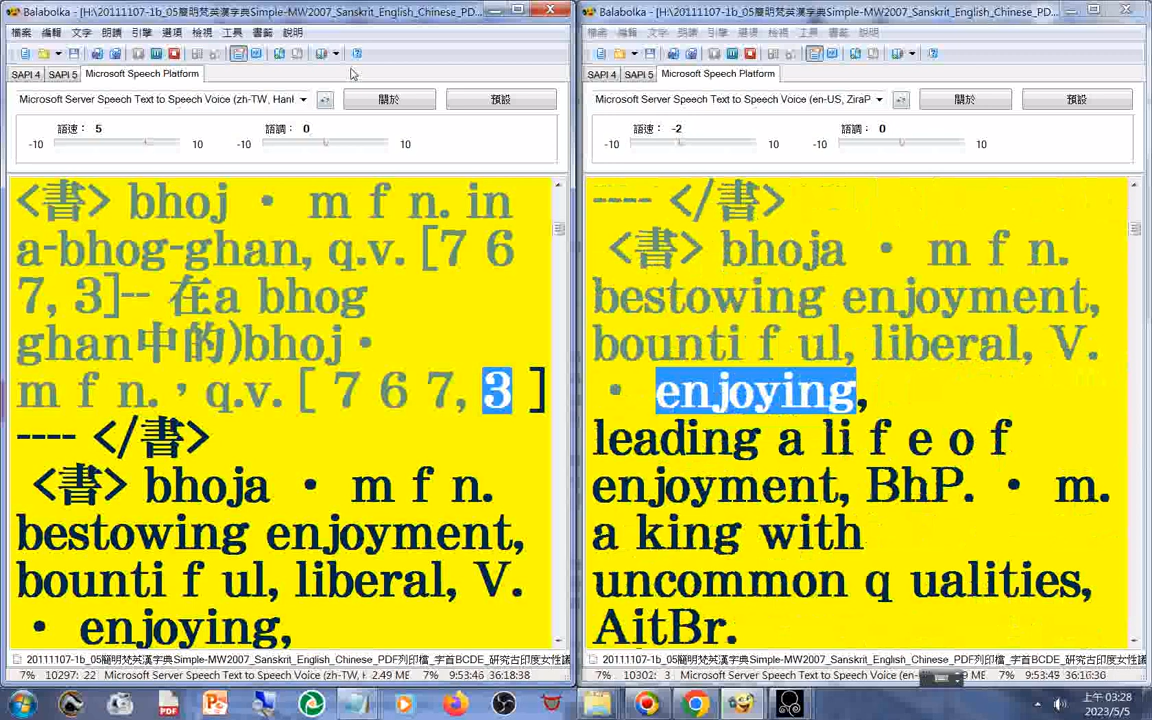 Balabolka - [H:\20111107-1b_05簡明梵英漢字典Simple-MW2007_Sanskrit_English_Chinese_PD...
檔案 編輯 文字 朗讀 引擎 選項 檢視 工具 書籤 說明
SAPI 4 SAPI 5 Microsoft Speech Platform
Microsoft Server Speech Text to Speech Voice (zh-TW, HanH 關於 預設
語速： 5 語調： 0
-10 10 -10 10
<書> bhoj • m f n. in
a-bhog-ghan, q.v. [7 6
7, 3]-- 在a bhog
ghan中的)bhoj •
m f n. , q.v. [ 7 6 7, 3 ]
---- </書>
<書> bhoja • m f n.
bestowing enjoyment,
bounti f ul, liberal, V.
• enjoying,
20111107-1b_05簡明梵英漢字典Simple-MW2007_Sanskrit_English_Chinese_PDF列印檔_字首BCDE_研究古印度女性議
7% 10297: 22 Microsoft Server Speech Text to Speech Voice (zh-TW, H 2.49 ME 7% 9:53:46 36:18:38
Balabolka - [H:\20111107-1b_05簡明梵英漢字典Simple-MW2007_Sanskrit_English_Chinese_PD...
檔案 編輯 文字 朗讀 引擎 選項 檢視 工具 書籤 說明
SAPI 4 SAPI 5 Microsoft Speech Platform
Microsoft Server Speech Text to Speech Voice (en-US, ZiraP 關於 預設
語速： -2 語調： 0
-10 10 -10 10
---- </書>
<書> bhoja • m f n.
bestowing enjoyment,
bounti f ul, liberal, V.
• enjoying,
leading a li f e o f
enjoyment, BhP. • m.
a king with
uncommon q ualities,
AitBr.
20111107-1b_05簡明梵英漢字典Simple-MW2007_Sanskrit_English_Chinese_PDF列印檔_字首BCDE_研究古印度女性議
7% 10302: 3 Microsoft Server Speech Text to Speech Voice ME 7% 9:53:45 36:16:36
上午 03:28
2023/5/5